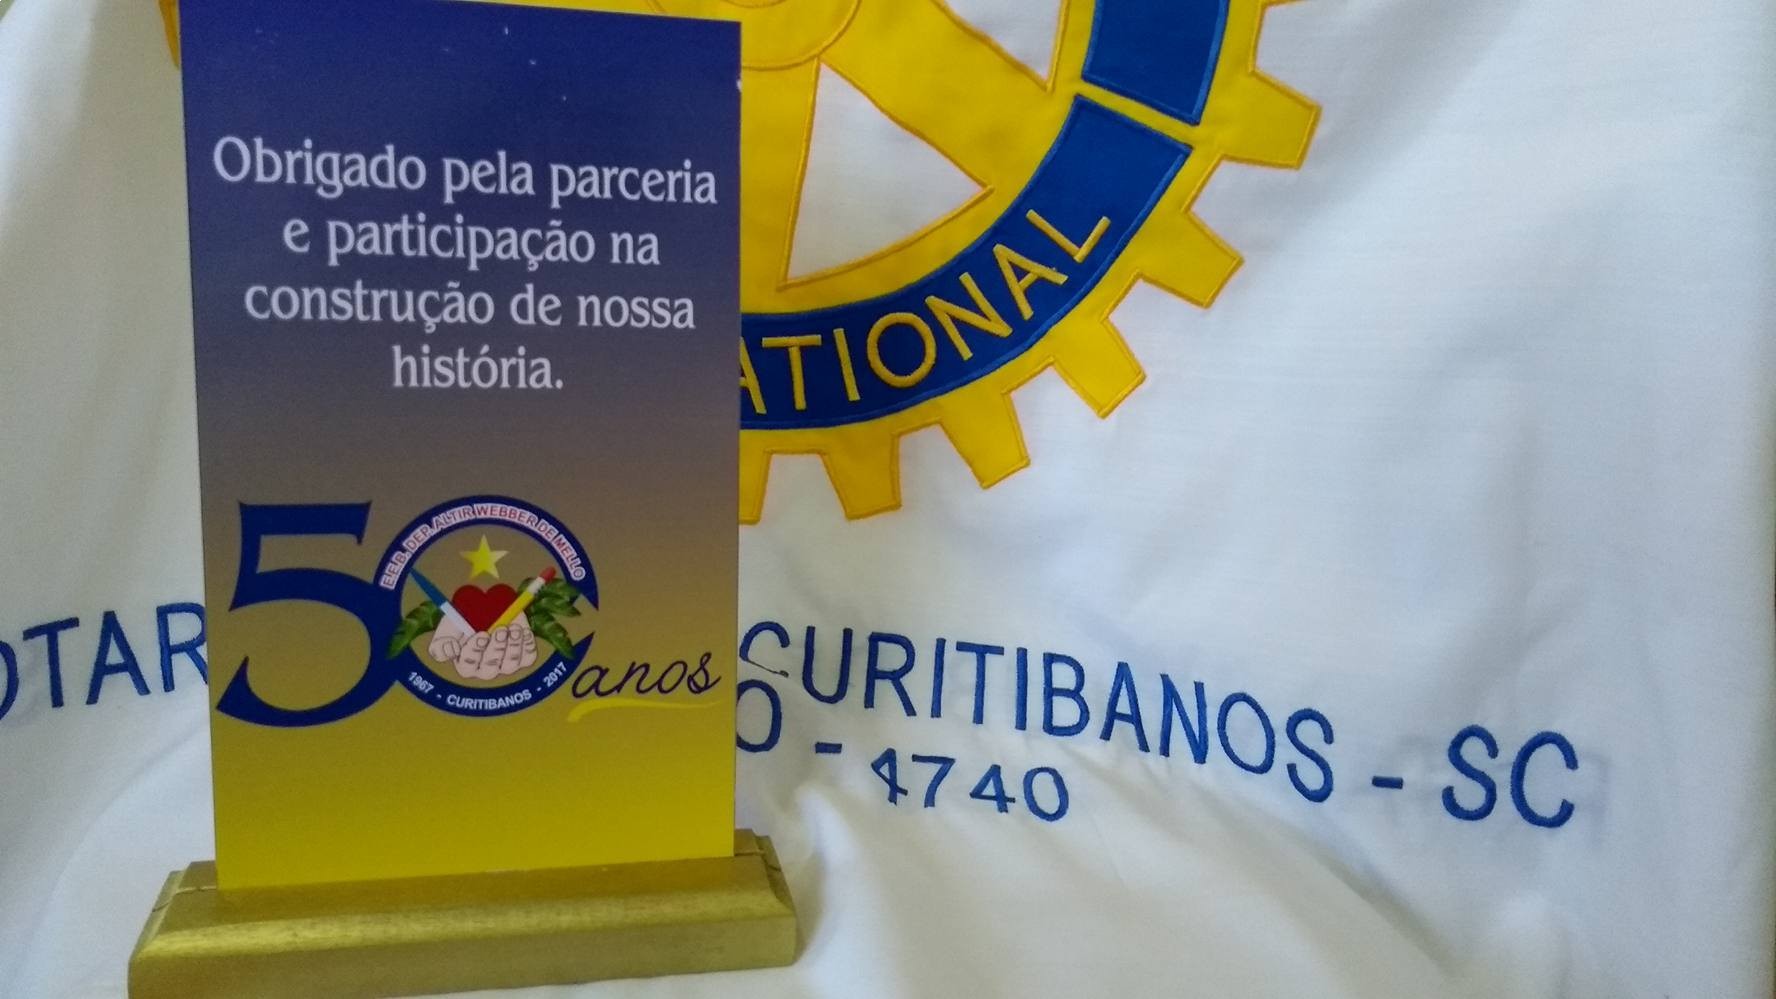 Obrigado pela parceria
e participação na
construção de nossa
história.
50 anos
E.E.B. DEP. ALTIR WEBBER DE MELLO
1967 - CURITIBANOS - 2017
ATIONAL
OTAR CURITIBANOS - SC
O - 4740